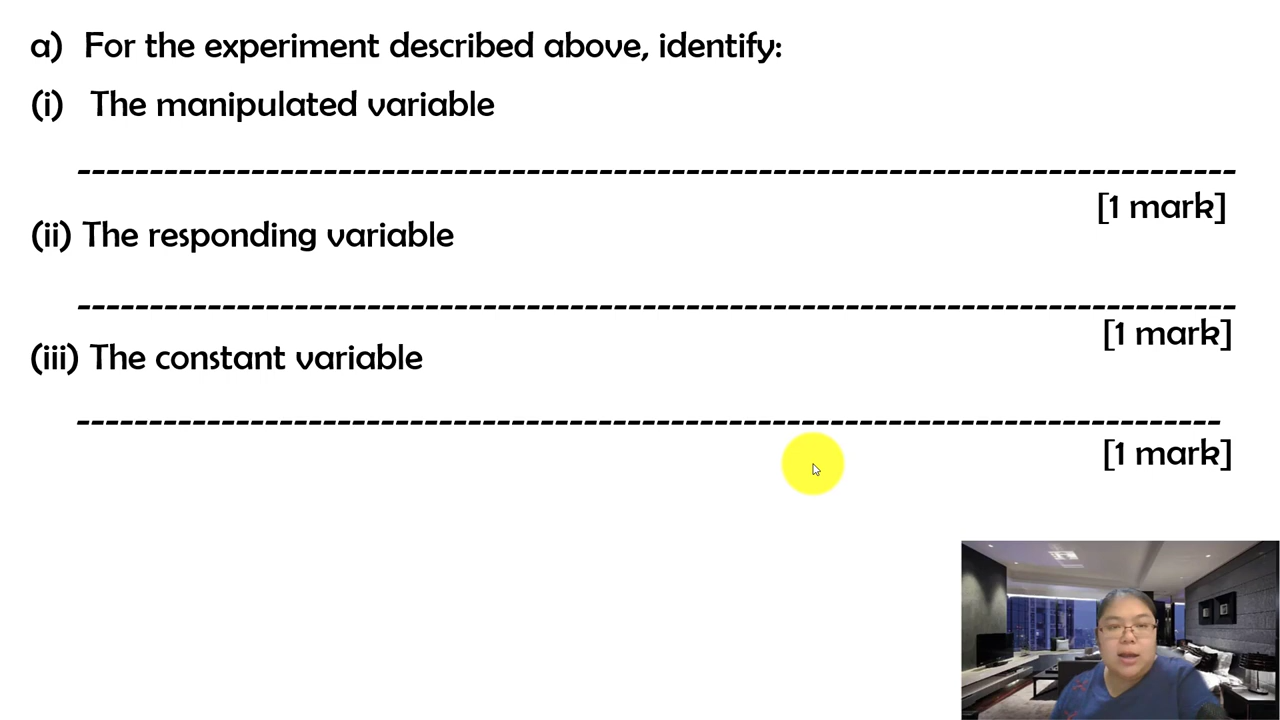 a) For the experiment described above, identify:
(i) The manipulated variable
[1 mark]
(ii) The responding variable
[1 mark]
(iii) The constant variable
[1 mark]